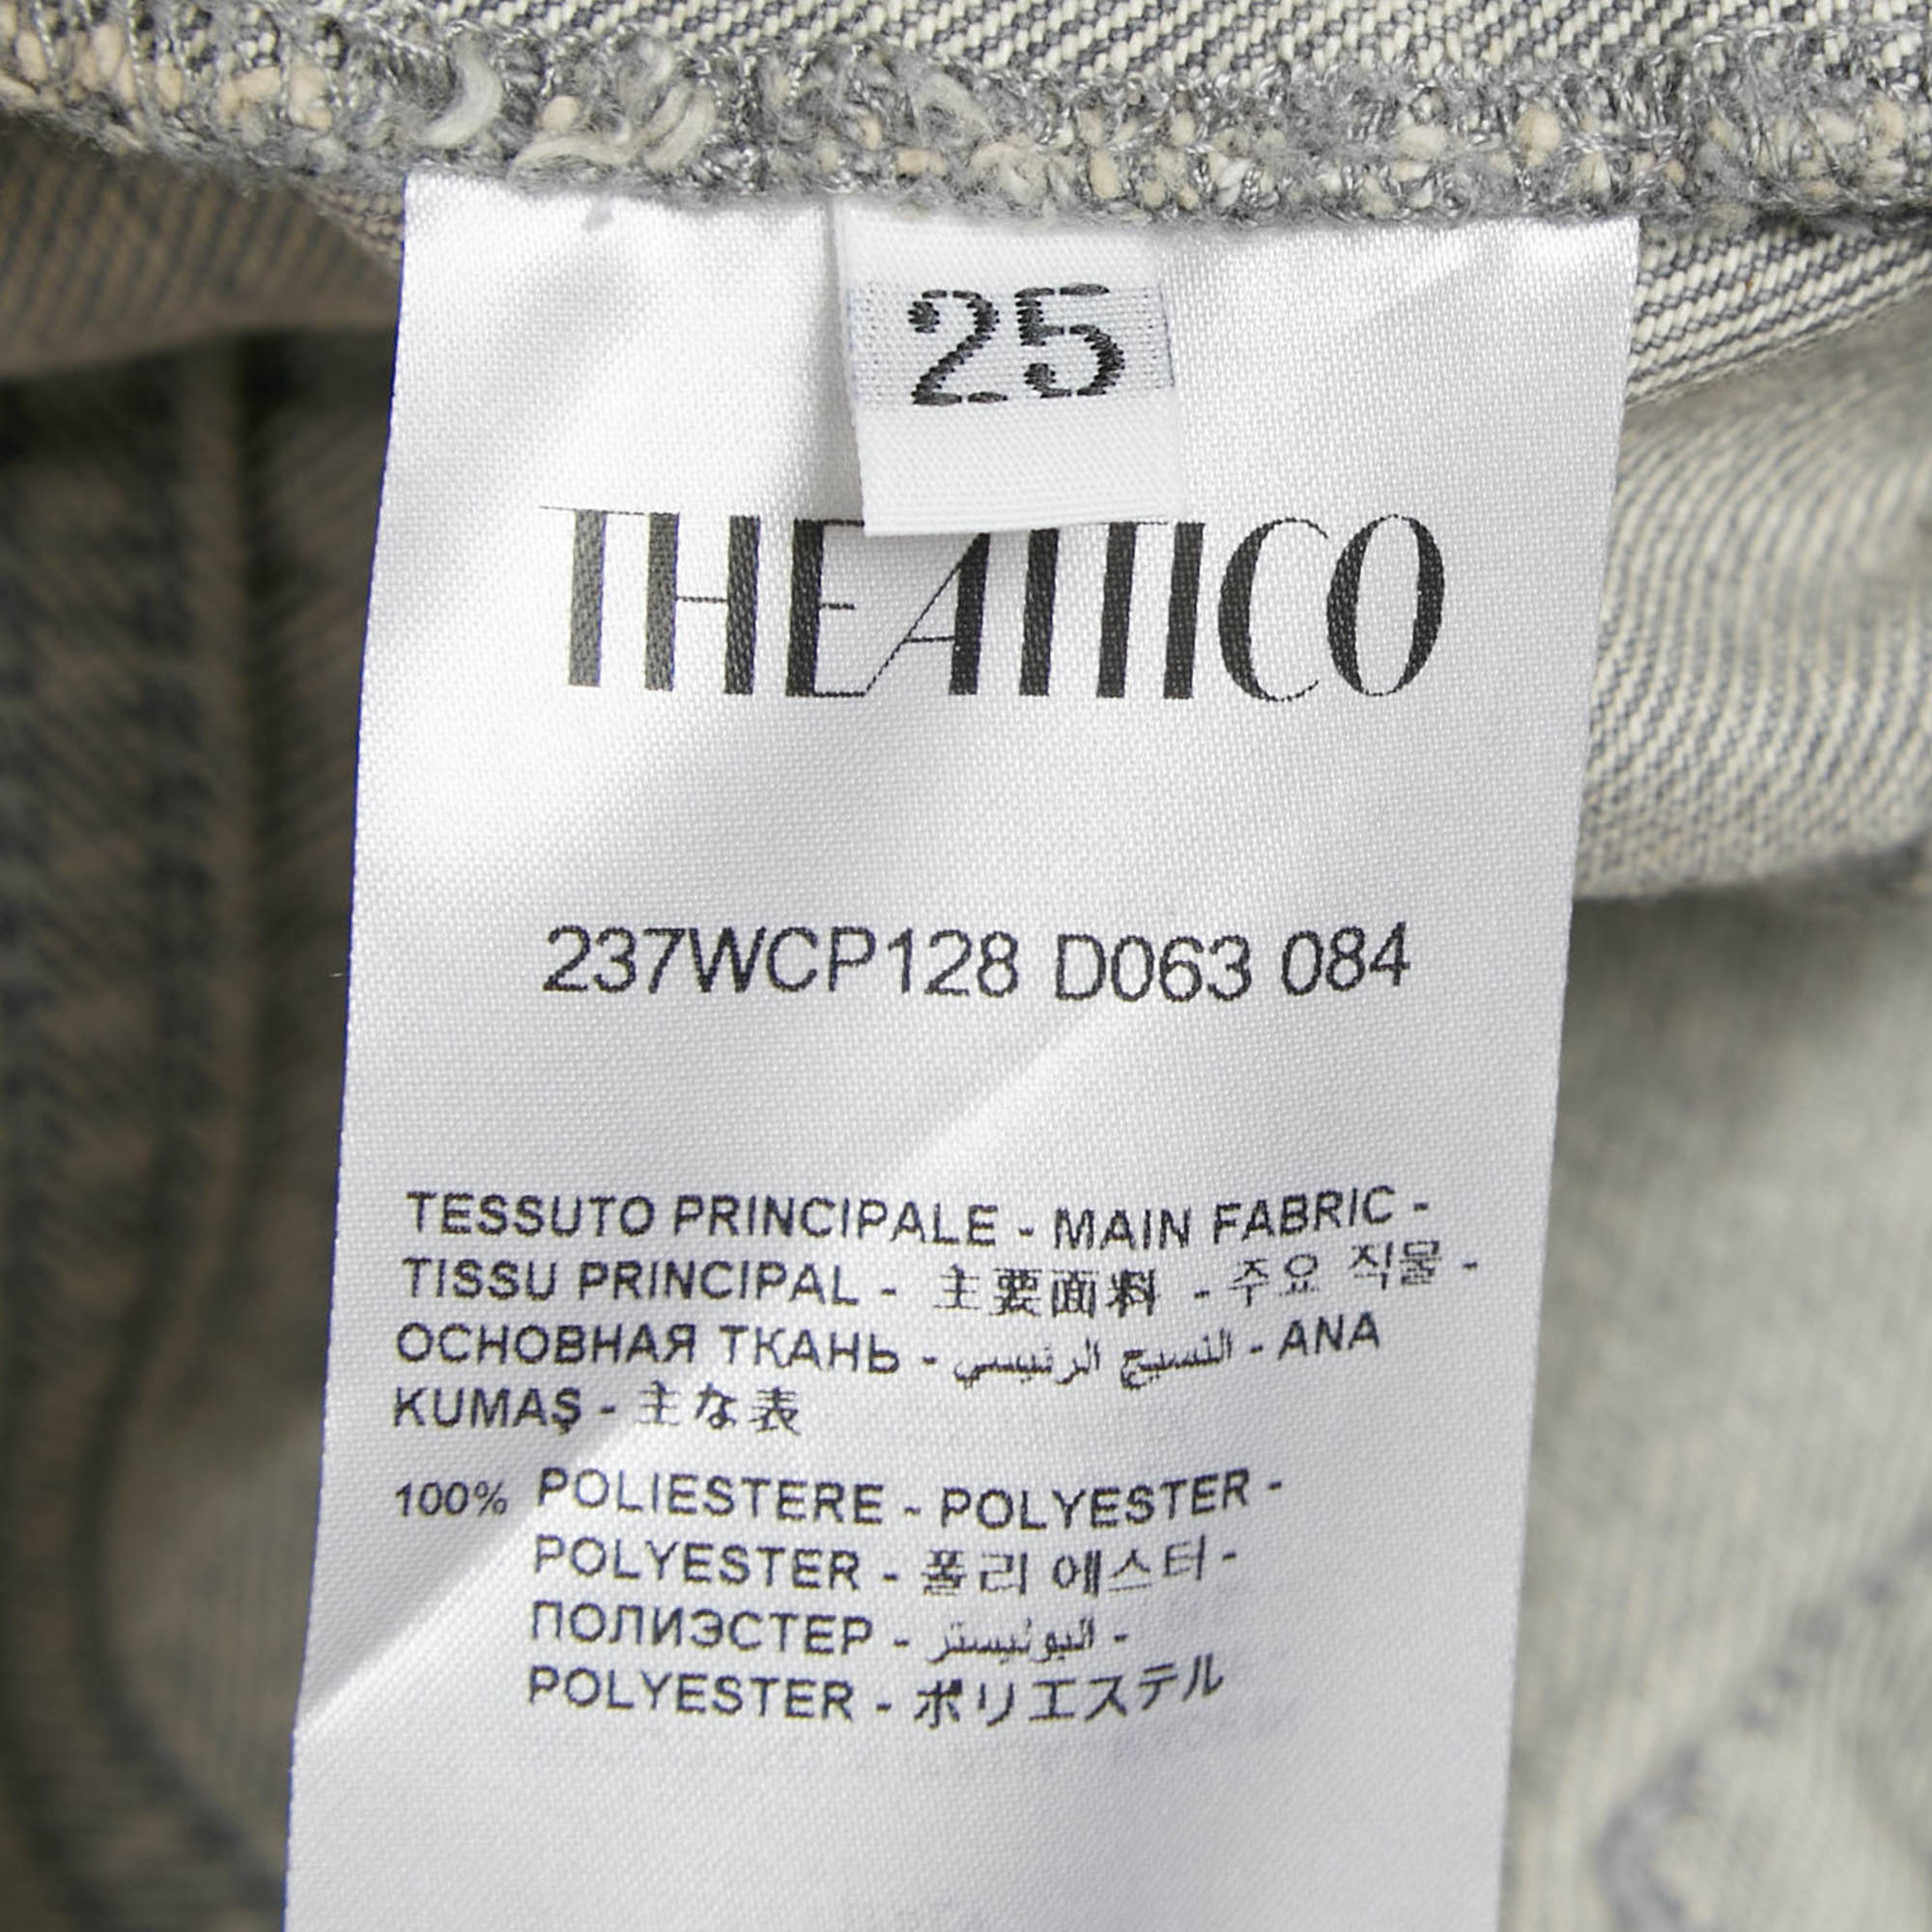 25
THE ATTICO
237WCP128 D063 084
TESSUTO PRINCIPALE - MAIN FABRIC -
TISSU PRINCIPAL - 主要面料 - 주요 직물 -
ОСНОВНАЯ ТКАНЬ - النسيج الرئيسي - ANA
KUMAŞ - 主な表
100% POLIESTERE - POLYESTER -
POLYESTER - 폴리 에스터 -
ПОЛИЭСТЕР - البوليستر -
POLYESTER - ポリエステル